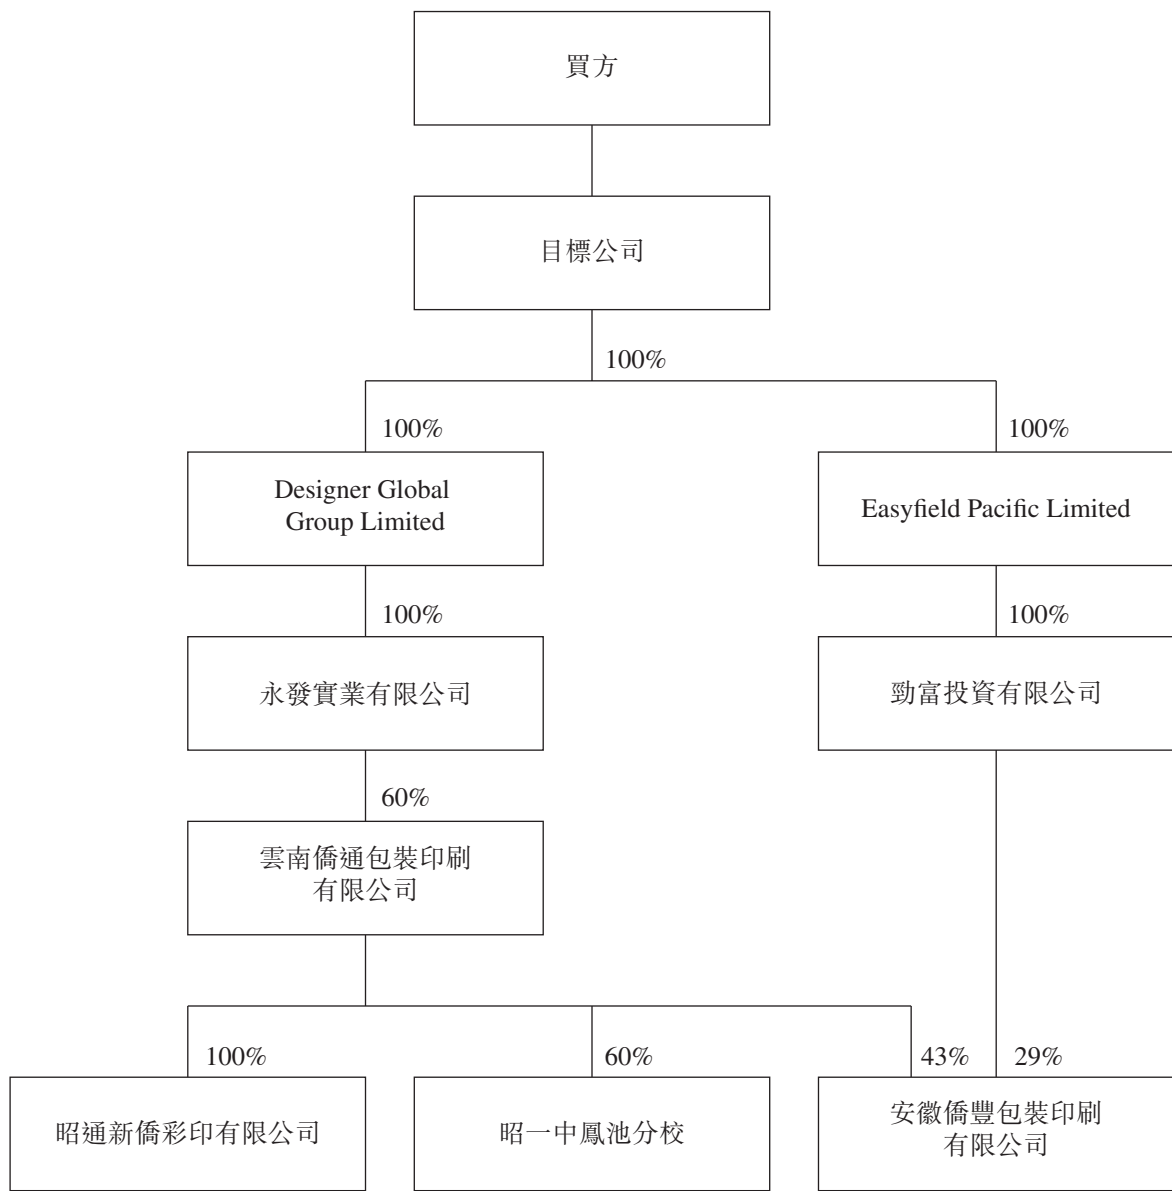 買方
目標公司
100%
100%
100%
Designer Global
Group Limited
Easyfield Pacific Limited
100%
100%
永發實業有限公司
勁富投資有限公司
60%
雲南僑通包裝印刷
有限公司
100%
60%
43%
29%
昭通新僑彩印有限公司
昭一中鳳池分校
安徽僑豐包裝印刷
有限公司